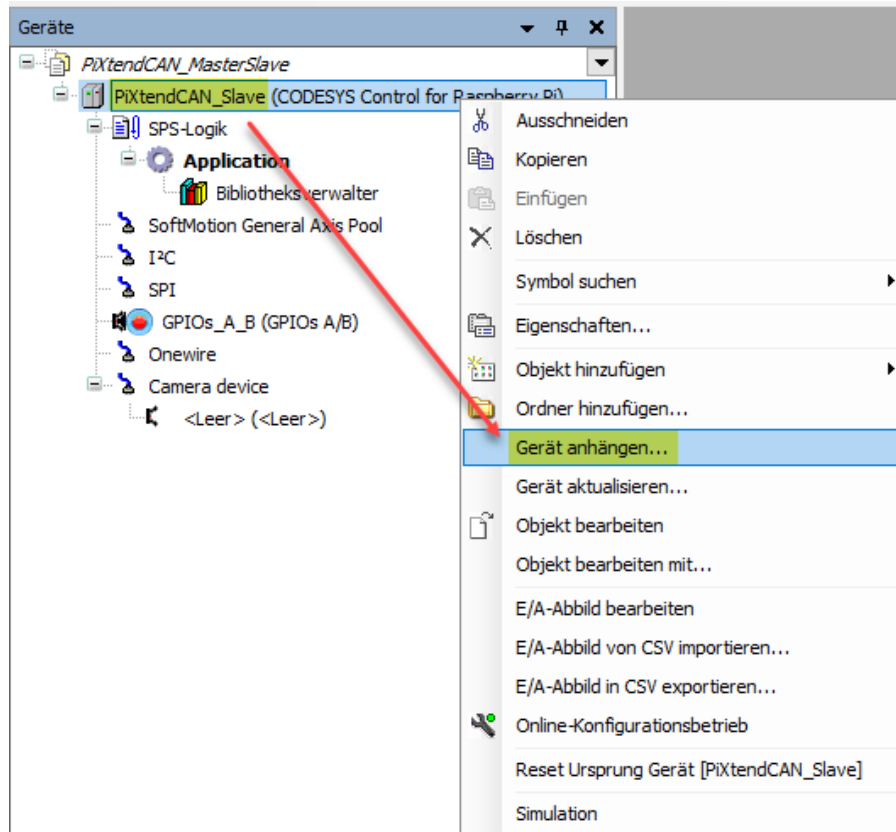 Geräte
PiXtendCAN_MasterSlave
PiXtendCAN_Slave (CODESYS Control for Raspberry Pi)
SPS-Logik
Application
Bibliotheksverwalter
SoftMotion General Axis Pool
I²C
SPI
GPIOs_A_B (GPIOs A/B)
Onewire
Camera device
<Leer> (<Leer>)
Ausschneiden
Kopieren
Einfügen
Löschen
Symbol suchen
Eigenschaften...
Objekt hinzufügen
Ordner hinzufügen...
Gerät anhängen...
Gerät aktualisieren...
Objekt bearbeiten
Objekt bearbeiten mit...
E/A-Abbild bearbeiten
E/A-Abbild von CSV importieren...
E/A-Abbild in CSV exportieren...
Online-Konfigurationsbetrieb
Reset Ursprung Gerät [PiXtendCAN_Slave]
Simulation